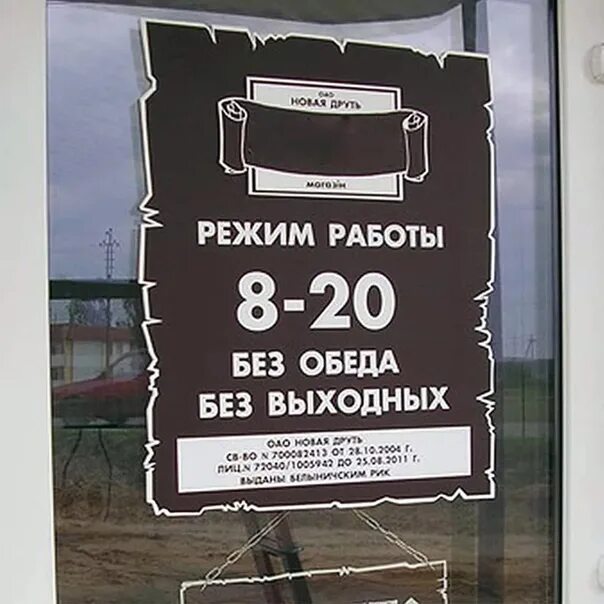 ОАО
НОВАЯ ДРУТЬ
магазін
РЕЖИМ РАБОТЫ
8-20
БЕЗ ОБЕДА
БЕЗ ВЫХОДНЫХ
ОАО НОВАЯ ДРУТЬ
СВ-ВО N 700082413 ОТ 28.10.2004 Г.
ЛИЦ.N 72040/1005942 ДО 25.08.2011 Г.
ВЫДАНЫ БЕЛЫНИЧСКИМ РИК